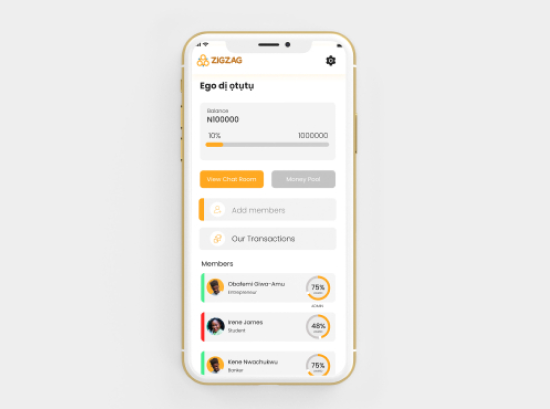 ZIGZAG
Ego dị ọtụtụ
Balance
N100000
10% 1000000
View Chat Room Money Pool
Add members
Our Transactions
Members
Obafemi Giwa-Amu
Entrepreneur
75%
Irene James
Student
48%
Kene Nwachukwu
Banker
75%